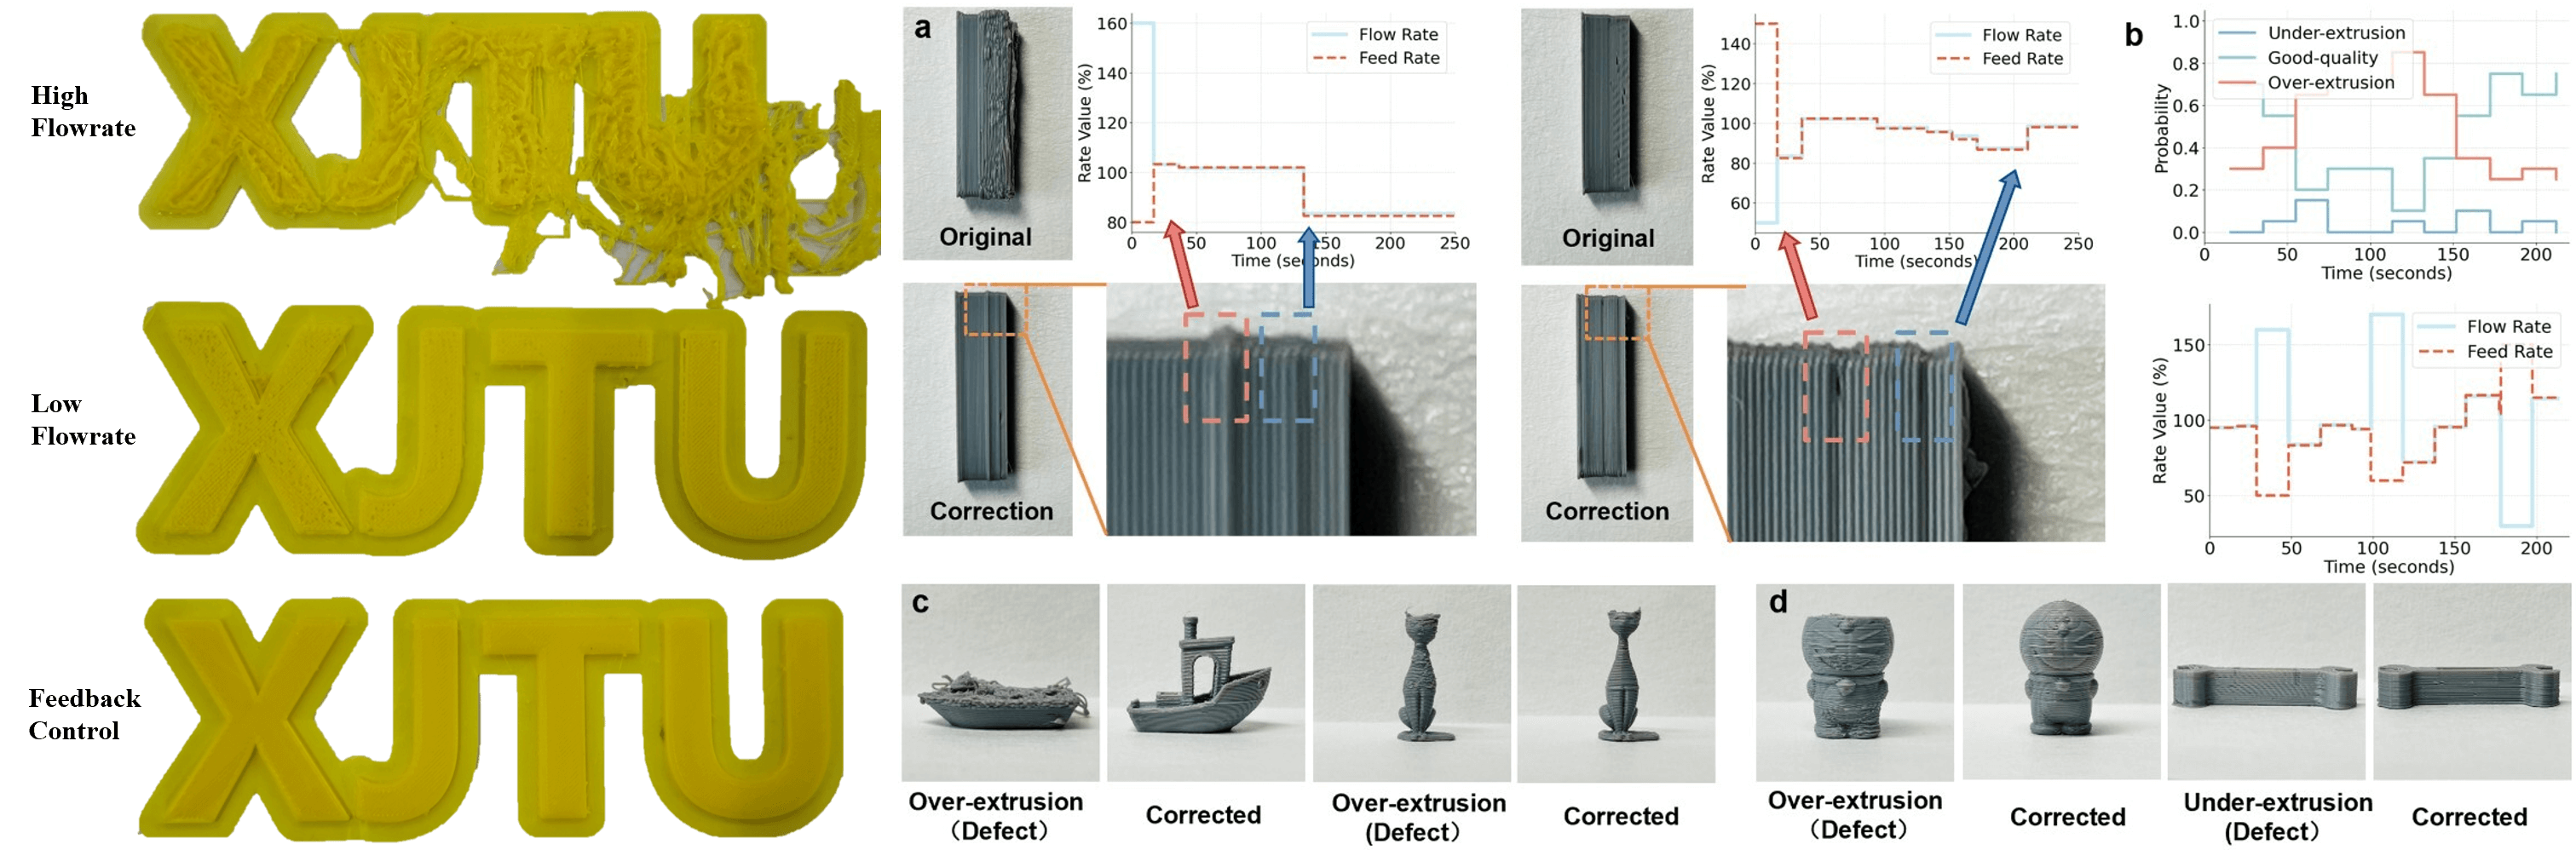 High
Flowrate
XJTU
Low
Flowrate
XJTU
Feedback
Control
XJTU
a
Original
Rate Value (%)
160
140
120
100
80
0
50
100
150
200
250
Time (seconds)
Flow Rate
Feed Rate
Correction
Original
Rate Value (%)
140
120
100
80
60
0
50
100
150
200
250
Time (seconds)
Flow Rate
Feed Rate
Correction
b
Probability
1.0
0.8
0.6
0.4
0.2
0.0
0
50
100
150
200
Time (seconds)
Under-extrusion
Good-quality
Over-extrusion
Rate Value (%)
150
100
50
0
50
100
150
200
Time (seconds)
Flow Rate
Feed Rate
c
Over-extrusion
(Defect)
Corrected
Over-extrusion
(Defect)
Corrected
d
Over-extrusion
(Defect)
Corrected
Under-extrusion
(Defect)
Corrected